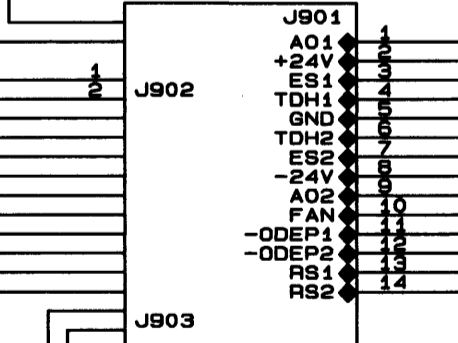 J901
AO1 1
+24V 2
ES1 3
1
TDH1 4
2 J902
GND 5
TDH2 6
ES2 7
-24V 8
AO2 9
FAN 10
-ODEP1 11
-ODEP2 12
RS1 13
RS2 14
J903